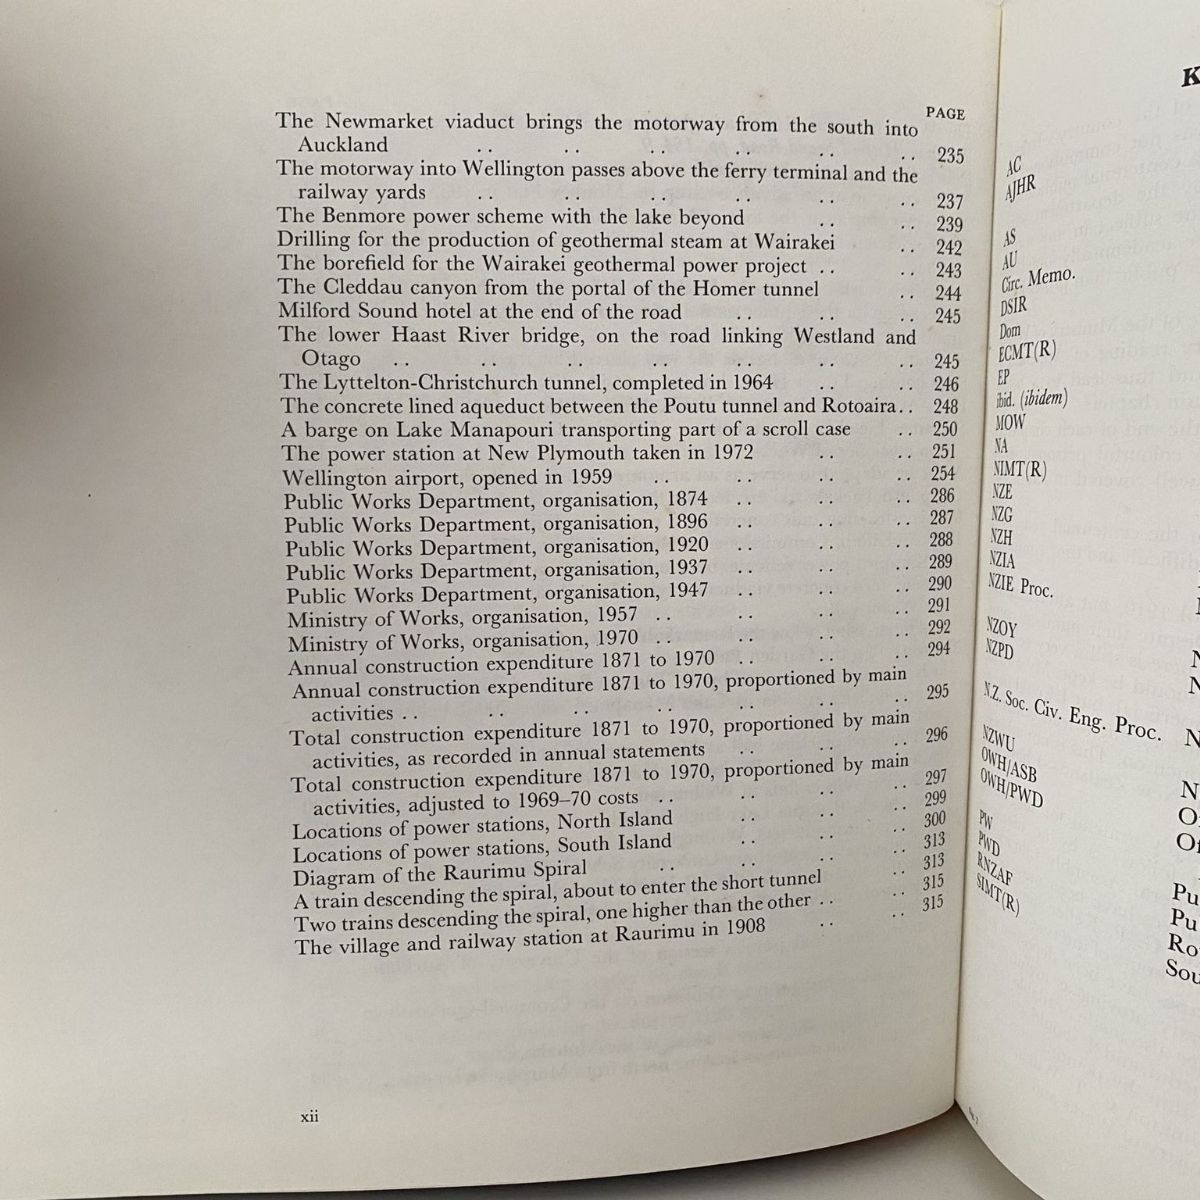 PAGE
The Newmarket viaduct brings the motorway from the south into
Auckland .. .. .. .. .. .. 235
The motorway into Wellington passes above the ferry terminal and the
railway yards .. .. .. .. .. .. 237
The Benmore power scheme with the lake beyond .. .. 239
Drilling for the production of geothermal steam at Wairakei .. 242
The borefield for the Wairakei geothermal power project .. .. 243
The Cleddau canyon from the portal of the Homer tunnel .. 244
Milford Sound hotel at the end of the road .. .. .. 245
The lower Haast River bridge, on the road linking Westland and
Otago .. .. .. .. .. .. .. 245
The Lyttelton-Christchurch tunnel, completed in 1964 .. .. 246
The concrete lined aqueduct between the Poutu tunnel and Rotoaira .. 248
A barge on Lake Manapouri transporting part of a scroll case .. 250
The power station at New Plymouth taken in 1972 .. .. 251
Wellington airport, opened in 1959 .. .. .. .. 254
Public Works Department, organisation, 1874 .. .. .. 286
Public Works Department, organisation, 1896 .. .. .. 287
Public Works Department, organisation, 1920 .. .. .. 288
Public Works Department, organisation, 1937 .. .. .. 289
Public Works Department, organisation, 1947 .. .. .. 290
Ministry of Works, organisation, 1957 .. .. .. .. 291
Ministry of Works, organisation, 1970 .. .. .. .. 292
Annual construction expenditure 1871 to 1970 .. .. .. 294
Annual construction expenditure 1871 to 1970, proportioned by main
activities .. .. .. .. .. .. 295
Total construction expenditure 1871 to 1970, proportioned by main
activities, as recorded in annual statements .. .. .. 296
Total construction expenditure 1871 to 1970, proportioned by main
activities, adjusted to 1969–70 costs .. .. .. .. 297
Locations of power stations, North Island .. .. .. 299
Locations of power stations, South Island .. .. .. 300
Diagram of the Raurimu Spiral .. .. .. .. 313
A train descending the spiral, about to enter the short tunnel .. 313
Two trains descending the spiral, one higher than the other .. .. 315
The village and railway station at Raurimu in 1908 .. .. 315
xii
AC
AJHR
AS
AU
Circ. Memo.
DSIR
Dom
ECMT(R)
EP
ibid. (ibidem)
MOW
NA
NIMT(R)
NZE
NZG
NZH
NZIA
NZIE Proc.
NZOY
NZPD
N.Z. Soc. Civ. Eng. Proc.
NZWU
OWH/ASB
OWH/PWD
PW
PWD
RNZAF
SIMT(R)